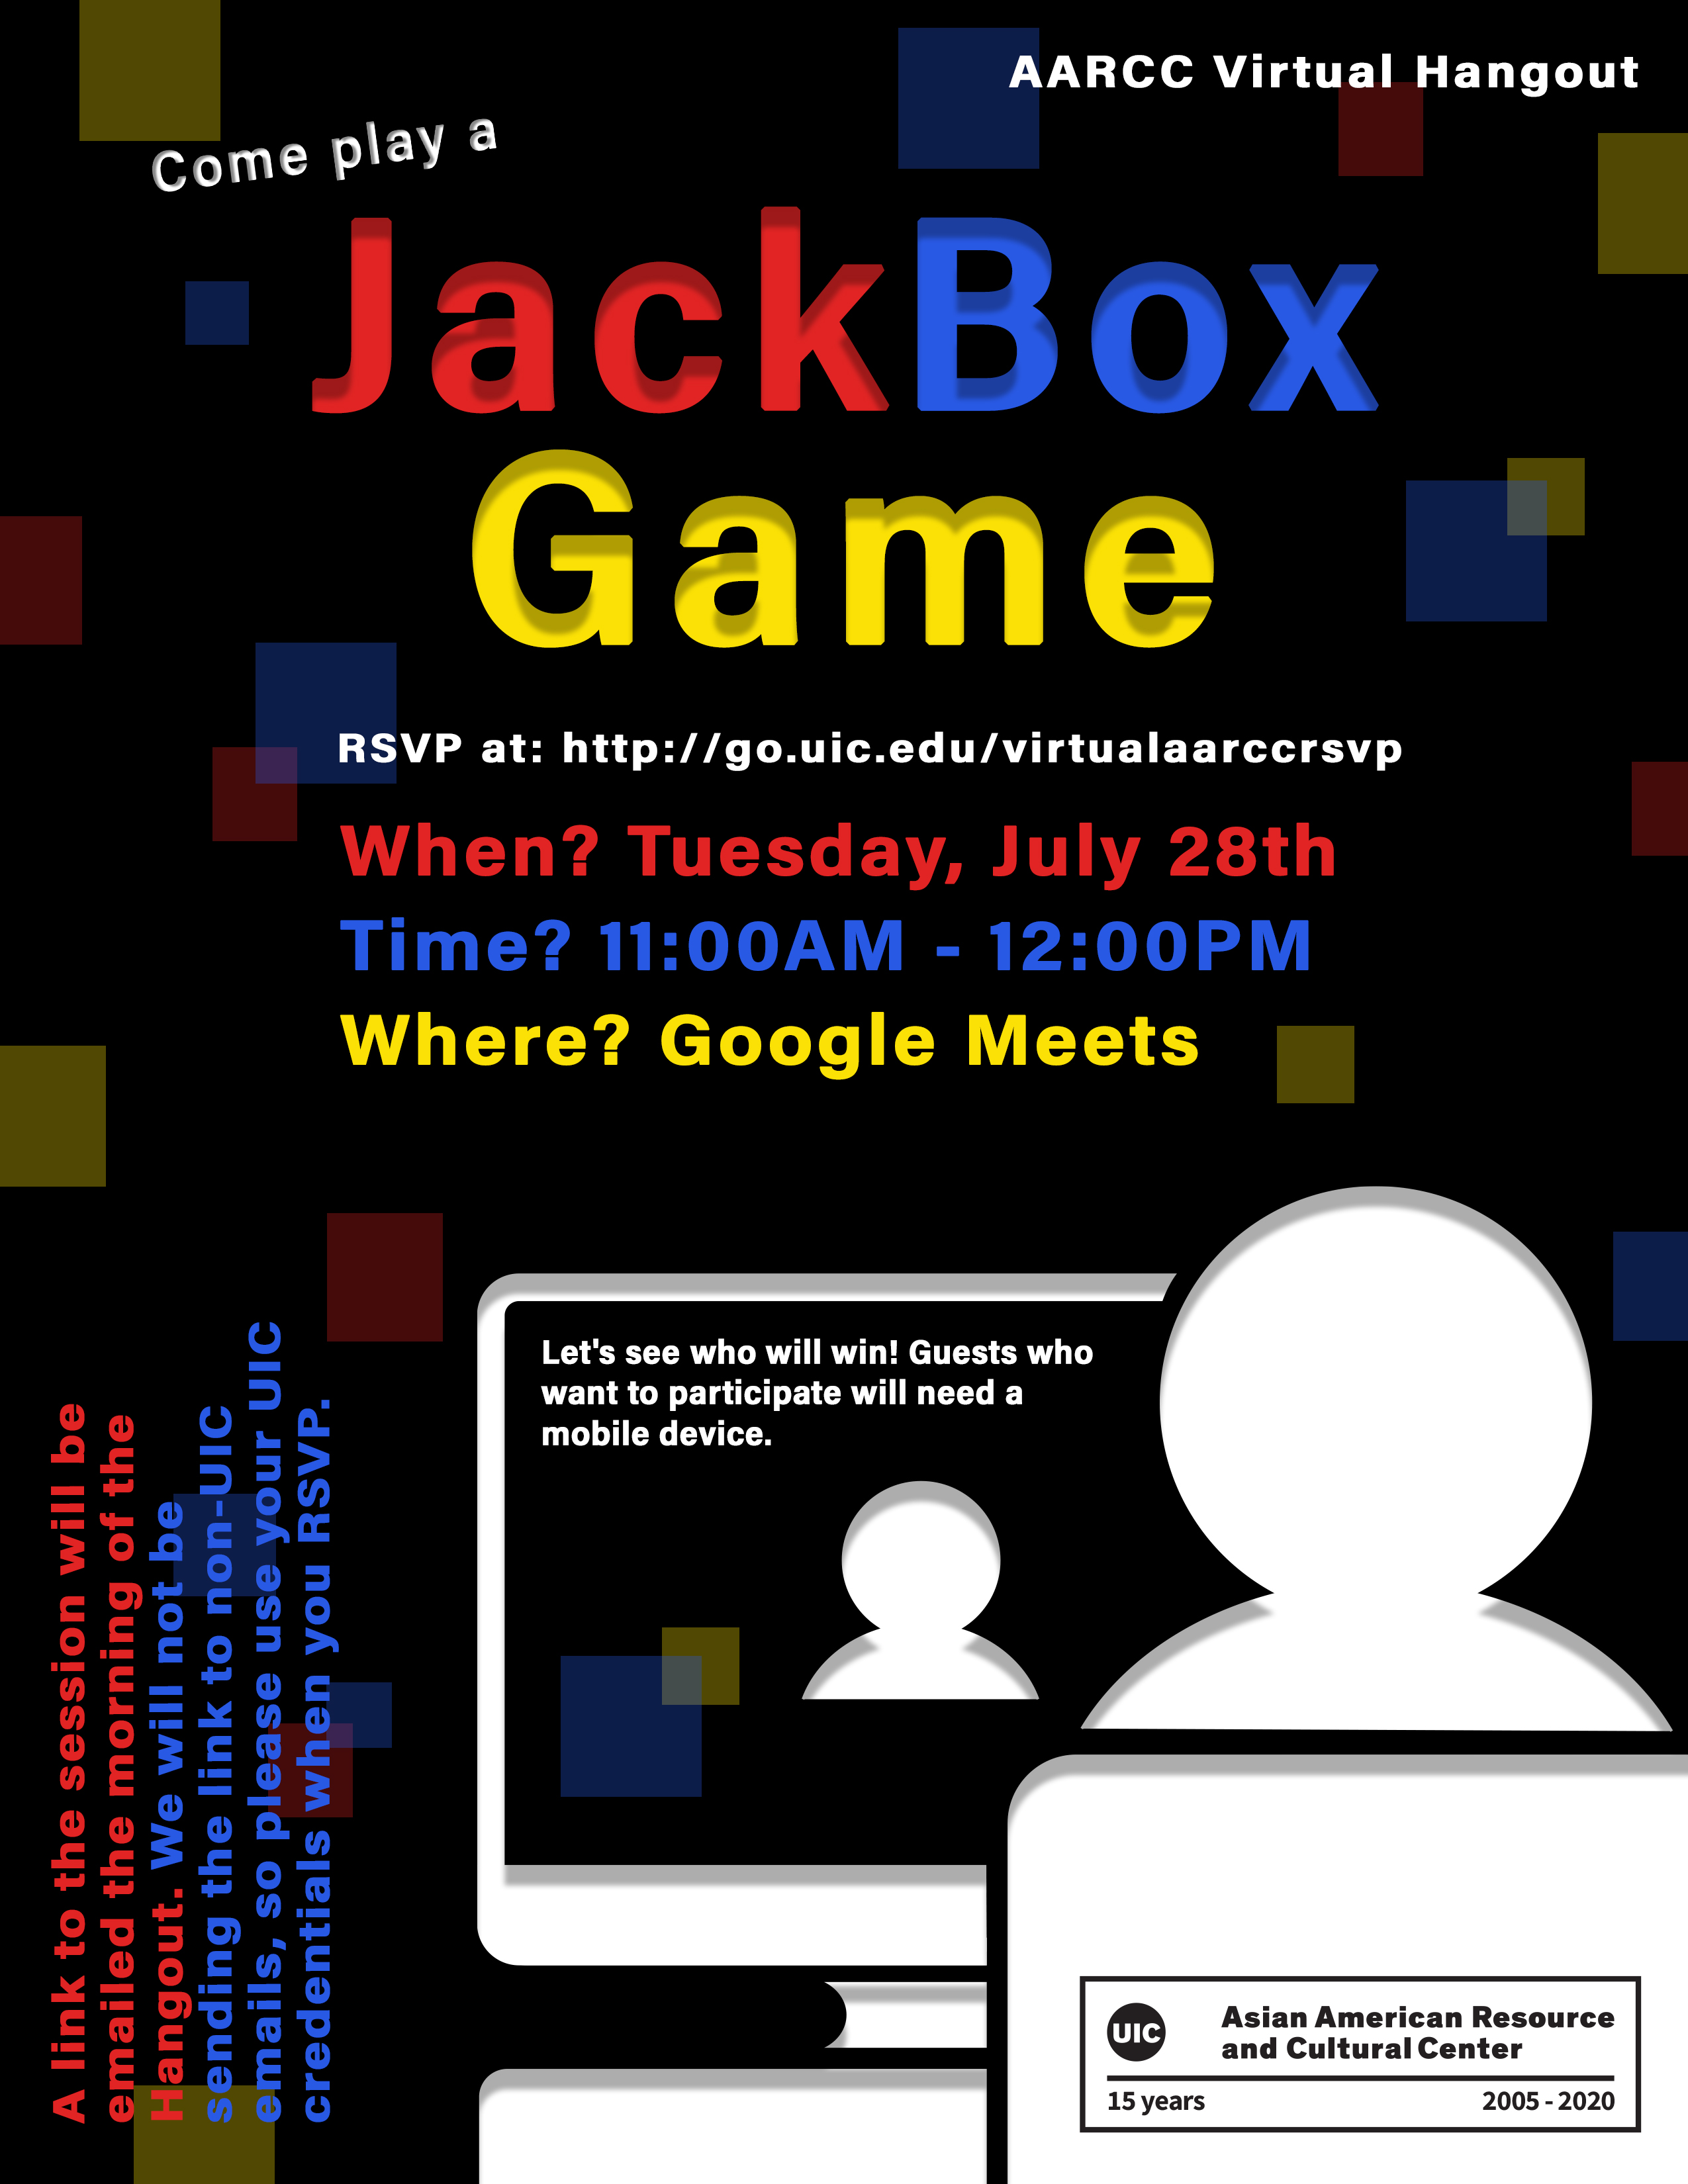 AARCC Virtual Hangout
Come play a
JackBox
Game
RSVP at: http://go.uic.edu/virtualaarccrsvp
When? Tuesday, July 28th
Time? 11:00AM - 12:00PM
Where? Google Meets
Let's see who will win! Guests who
want to participate will need a
mobile device.
A link to the session will be
emailed the morning of the
Hangout. We will not be
sending the link to non-UIC
emails, so please use your UIC
credentials when you RSVP.
UIC
Asian American Resource
and Cultural Center
15 years 2005 - 2020